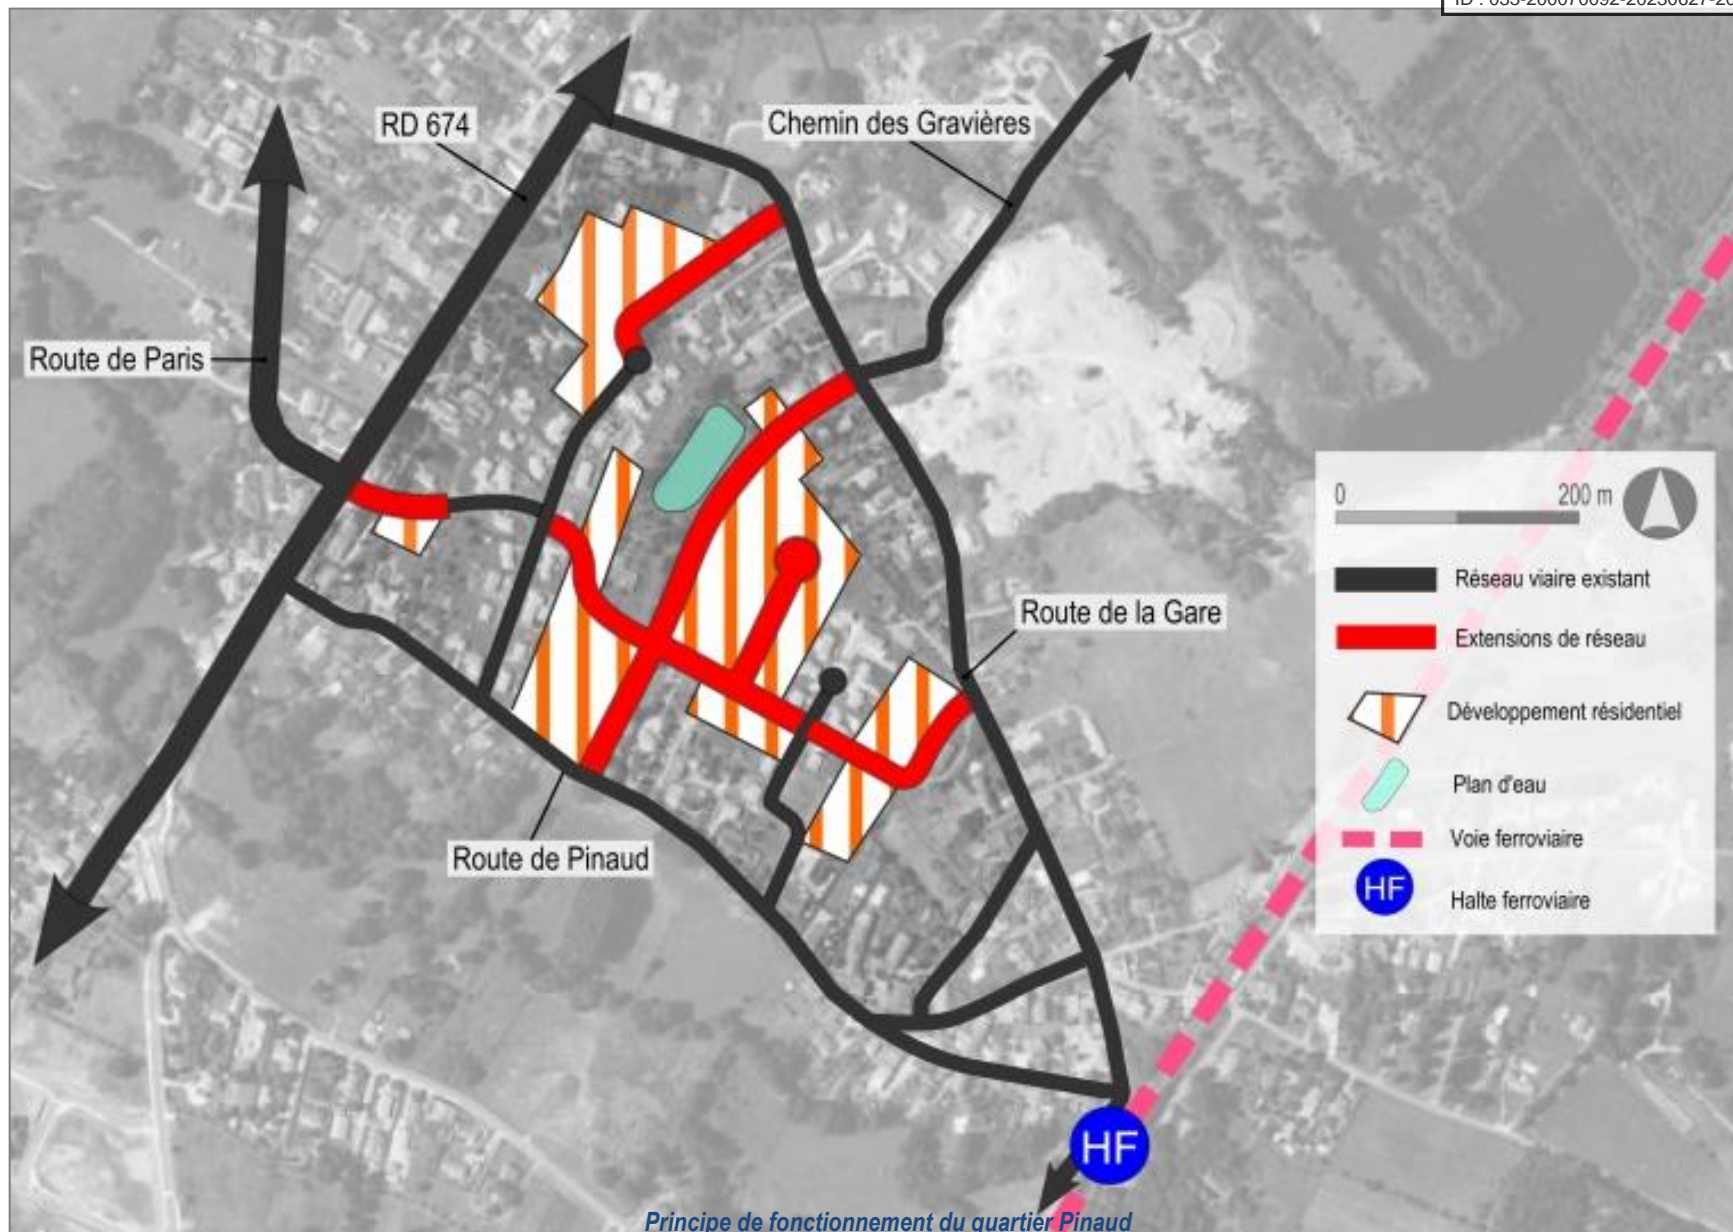 RD 674
Chemin des Gravières
Route de Paris
0 200 m
Réseau viaire existant
Route de la Gare
Extensions de réseau
Développement résidentiel
Plan d'eau
Voie ferroviaire
Route de Pinaud
HF
Halte ferroviaire
HF
Principe de fonctionnement du quartier Pinaud